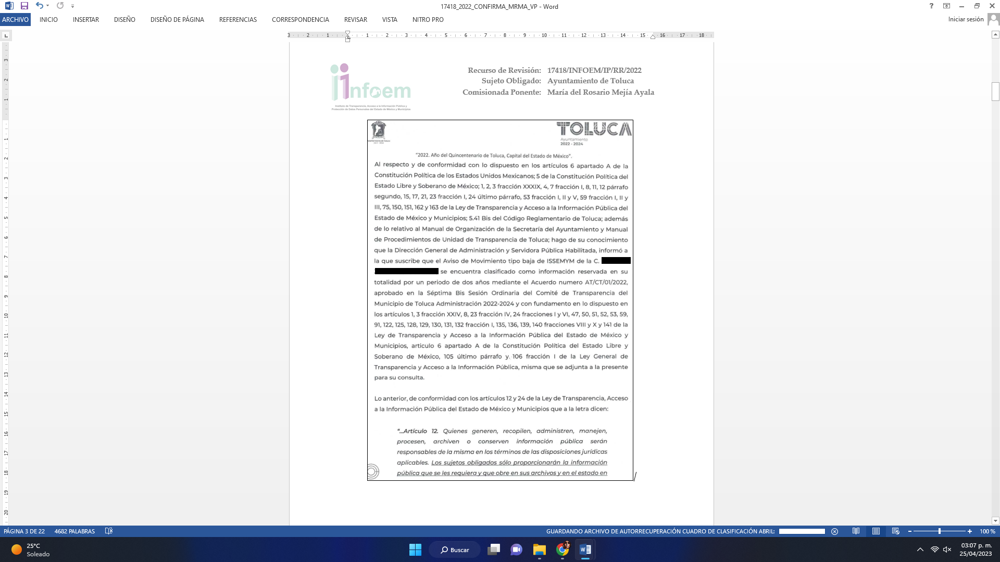 17418_2022_CONFIRMA_MRMA_VP - Word
ARCHIVO INICIO INSERTAR DISEÑO DISEÑO DE PÁGINA REFERENCIAS CORRESPONDENCIA REVISAR VISTA NITRO PRO Iniciar sesión
3 2 1 1 2 3 4 5 6 7 8 9 10 11 12 13 14 15 16 17 18
infoem
Instituto de Transparencia, Acceso a la Información Pública y
Protección de Datos Personales del Estado de México y Municipios
Recurso de Revisión: 17418/INFOEM/IP/RR/2022
Sujeto Obligado: Ayuntamiento de Toluca
Comisionada Ponente: María del Rosario Mejía Ayala
TOLUCA
Ayuntamiento
2022 - 2024
"2022. Año del Quincentenario de Toluca, Capital del Estado de México".
Al respecto y de conformidad con lo dispuesto en los artículos 6 apartado A de la
Constitución Política de los Estados Unidos Mexicanos; 5 de la Constitución Política del
Estado Libre y Soberano de México; 1, 2, 3 fracción XXXIX, 4, 7 fracción I, 8, 11, 12 párrafo
segundo, 15, 17, 21, 23 fracción I, 24 último párrafo, 53 fracción I, II y V, 59 fracción I, II y
III, 75, 150, 151, 162 y 163 de la Ley de Transparencia y Acceso a la Información Pública del
Estado de México y Municipios; 5.41 Bis del Código Reglamentario de Toluca; además
de lo relativo al Manual de Organización de la Secretaría del Ayuntamiento y Manual
de Procedimientos de Unidad de Transparencia de Toluca; hago de su conocimiento
que la Dirección General de Administración y Servidora Pública Habilitada, informó a
la que suscribe que el Aviso de Movimiento tipo baja de ISSEMYM de la C.
se encuentra clasificado como información reservada en su
totalidad por un periodo de dos años mediante el Acuerdo numero AT/CT/01/2022,
aprobado en la Séptima Bis Sesión Ordinaria del Comité de Transparencia del
Municipio de Toluca Administración 2022-2024 y con fundamento en lo dispuesto en
los artículos 1, 3 fracción XXIV, 8, 23 fracción IV, 24 fracciones I y VI, 47, 50, 51, 52, 53, 59,
91, 122, 125, 128, 129, 130, 131, 132 fracción I, 135, 136, 139, 140 fracciones VIII y X y 141 de la
Ley de Transparencia y Acceso a la Información Pública del Estado de México y
Municipios, articulo 6 apartado A de la Constitución Política del Estado Libre y
Soberano de México, 105 último párrafo y. 106 fracción I de la Ley General de
Transparencia y Acceso a la Información Pública, misma que se adjunta a la presente
para su consulta.
Lo anterior, de conformidad con los artículos 12 y 24 de la Ley de Transparencia, Acceso
a la Información Pública del Estado de México y Municipios que a la letra dicen:
"...Artículo 12. Quienes generen, recopilen, administren, manejen,
procesen, archiven o conserven información pública serán
responsables de la misma en los términos de las disposiciones jurídicas
aplicables. Los sujetos obligados sólo proporcionarán la información
pública que se les requiera y que obre en sus archivos y en el estado en
PÁGINA 3 DE 22 4682 PALABRAS GUARDANDO ARCHIVO DE AUTORRECUPERACIÓN CUADRO DE CLASIFICACIÓN ABRIL: 100 %
25°C
Soleado
Buscar
03:07 p. m.
25/04/2023